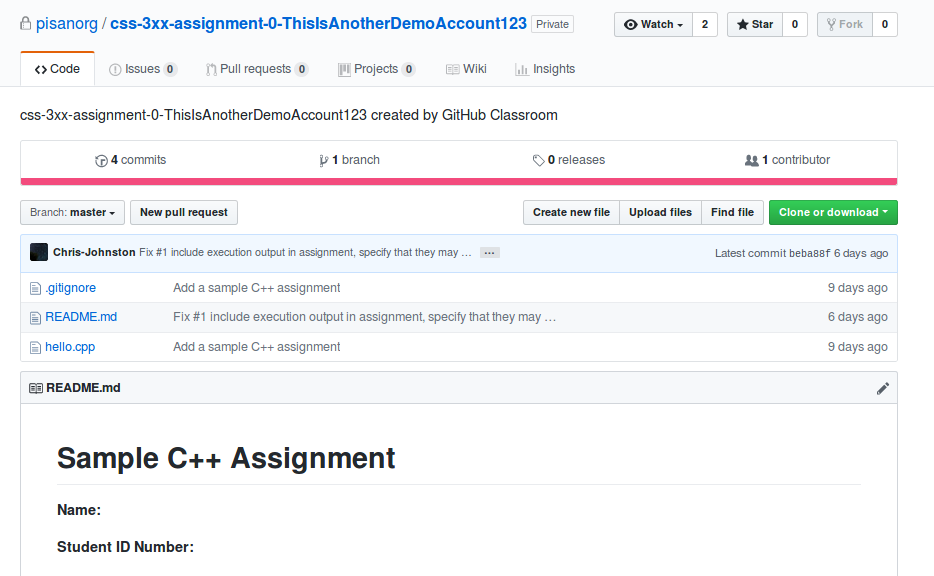 pisanorg / css-3xx-assignment-0-ThisIsAnotherDemoAccount123 Private Watch 2 Star 0 Fork 0
Code Issues 0 Pull requests 0 Projects 0 Wiki Insights
css-3xx-assignment-0-ThisIsAnotherDemoAccount123 created by GitHub Classroom
4 commits 1 branch 0 releases 1 contributor
Branch: master New pull request Create new file Upload files Find file Clone or download
Chris-Johnston Fix #1 include execution output in assignment, specify that they may … ... Latest commit beba88f 6 days ago
.gitignore Add a sample C++ assignment 9 days ago
README.md Fix #1 include execution output in assignment, specify that they may … 6 days ago
hello.cpp Add a sample C++ assignment 9 days ago
README.md
Sample C++ Assignment
Name:
Student ID Number: